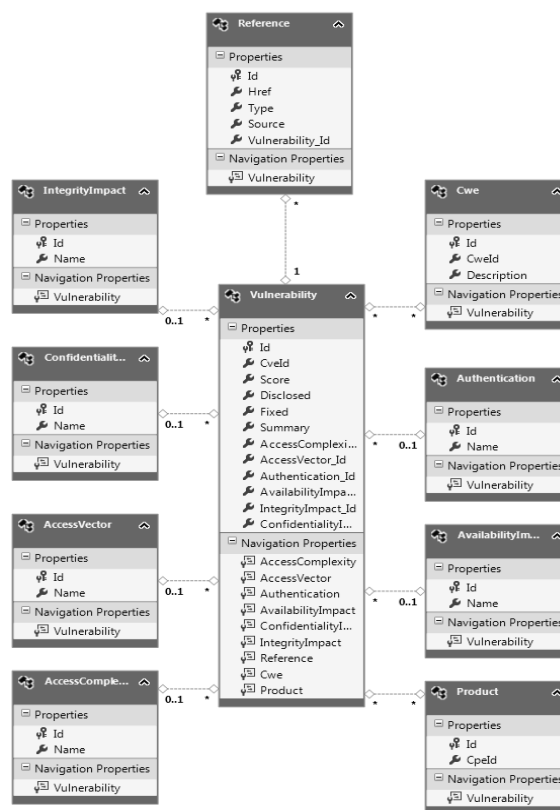 Reference
Properties
Id
Href
Type
Source
Vulnerability_Id
Navigation Properties
Vulnerability
*
1
IntegrityImpact
Properties
Id
Name
Navigation Properties
Vulnerability
0..1 *
Confidentialit...
Properties
Id
Name
Navigation Properties
Vulnerability
0..1 *
AccessVector
Properties
Id
Name
Navigation Properties
Vulnerability
0..1 *
AccessComple...
Properties
Id
Name
Navigation Properties
Vulnerability
0..1 *
Vulnerability
Properties
Id
CveId
Score
Disclosed
Fixed
Summary
AccessComplexi...
AccessVector_Id
Authentication_Id
AvailabilityImpa...
IntegrityImpact_Id
ConfidentialityI...
Navigation Properties
AccessComplexity
AccessVector
Authentication
AvailabilityImpact
ConfidentialityI...
IntegrityImpact
Reference
Cwe
Product
Cwe
Properties
Id
CweId
Description
Navigation Properties
Vulnerability
* *
Authentication
Properties
Id
Name
Navigation Properties
Vulnerability
* 0..1
AvailabilityIm...
Properties
Id
Name
Navigation Properties
Vulnerability
* 0..1
Product
Properties
Id
CpeId
Navigation Properties
Vulnerability
* *